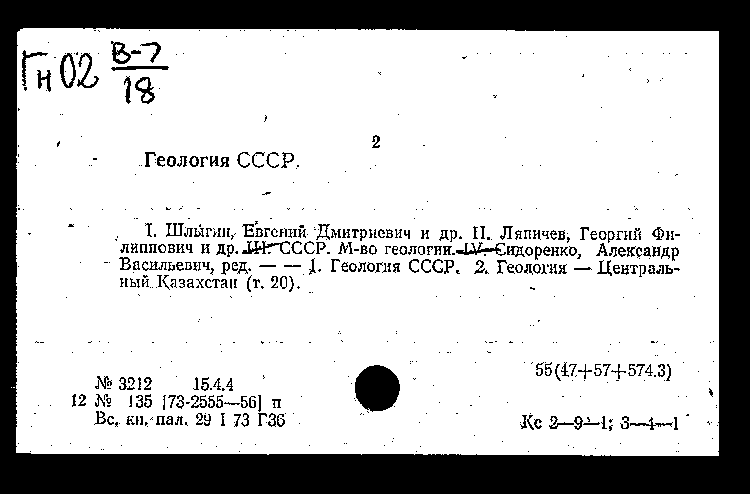 Гн02 В-7
18
2
Геология СССР.
I. Шлыгин, Евгений Дмитриевич и др. II. Ляпичев, Георгий Фи-
липпович и др. III. СССР. М-во геологии. IV. Сидоренко, Александр
Васильевич, ред. — — 1. Геология СССР. 2. Геология — Централь-
ный Казахстан (т. 20).
55(47+57+574.3)
№ 3212 15.4.4
12 № 135 [73-2555—56] п
Вс. кн. пал. 29 I 73 Г36
Кс 2—9—1; 3—4—1